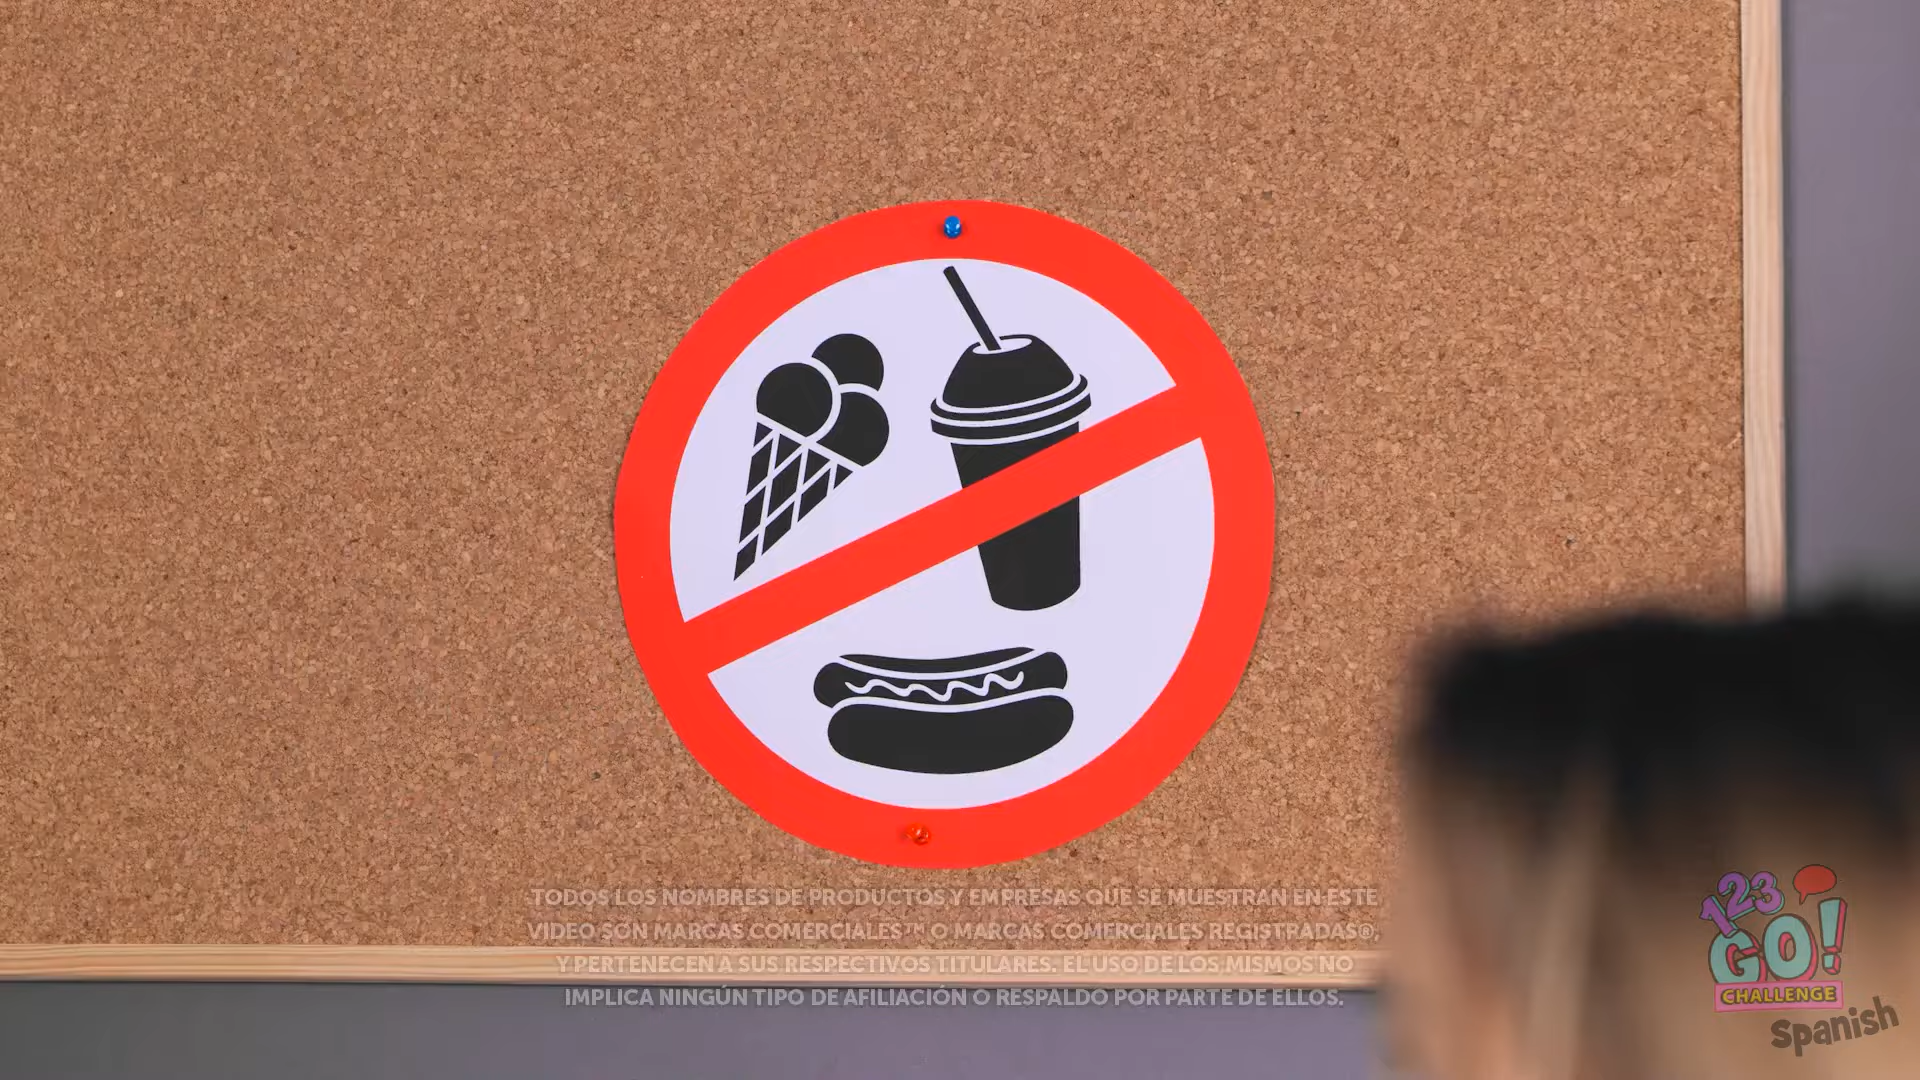 TODOS LOS NOMBRES DE PRODUCTOS Y EMPRESAS QUE SE MUESTRAN EN ESTE
VIDEO SON MARCAS COMERCIALES™ O MARCAS COMERCIALES REGISTRADAS®,
Y PERTENECEN A SUS RESPECTIVOS TITULARES. EL USO DE LOS MISMOS NO
IMPLICA NINGÚN TIPO DE AFILIACIÓN O RESPALDO POR PARTE DE ELLOS.
123
GO!
CHALLENGE
Spanish